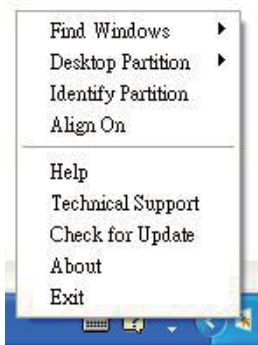 Find Windows
Desktop Partition
Identify Partition
Align On
Help
Technical Support
Check for Update
About
Exit